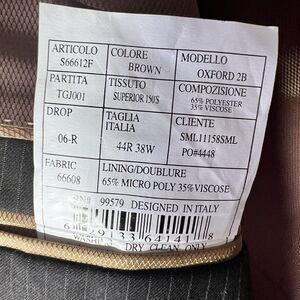 ARTICOLO COLORE MODELLO
S66612F BROWN OXFORD 2B
PARTITA TESSUTO COMPOZISIONE
TGJ001 SUPERIOR 150'S 65% POLYESTER
35% VISCOSE
DROP TAGLIA CLIENTE
ITALIA
06-R 44R 38W SML11158SML
PO#4448
FABRIC LINING/DOUBLURE
66608 65% MICRO POLY 35% VISCOSE
99579 DESIGNED IN ITALY
DRY CLEAN ONLY